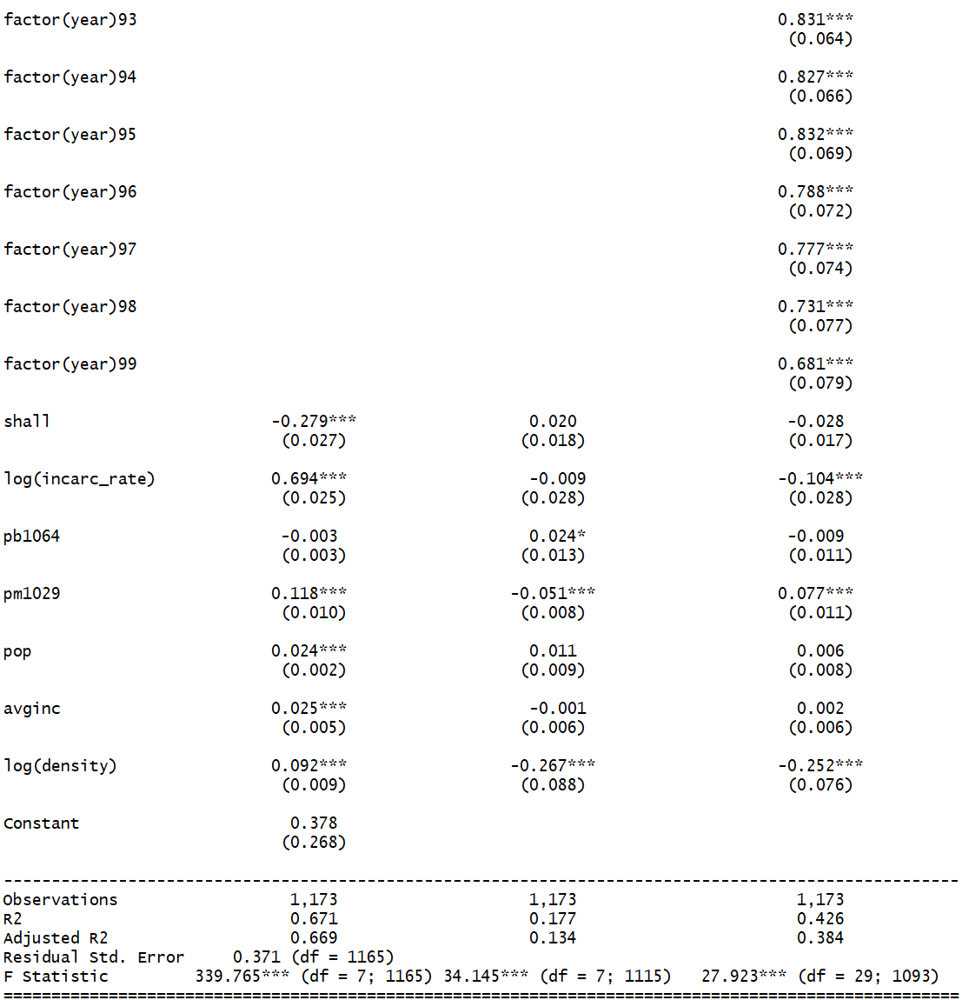 factor(year)93 0.831***
(0.064)
factor(year)94 0.827***
(0.066)
factor(year)95 0.832***
(0.069)
factor(year)96 0.788***
(0.072)
factor(year)97 0.777***
(0.074)
factor(year)98 0.731***
(0.077)
factor(year)99 0.681***
(0.079)
shall -0.279*** 0.020 -0.028
(0.027) (0.018) (0.017)
log(incarc_rate) 0.694*** -0.009 -0.104***
(0.025) (0.028) (0.028)
pb1064 -0.003 0.024* -0.009
(0.003) (0.013) (0.011)
pm1029 0.118*** -0.051*** 0.077***
(0.010) (0.008) (0.011)
pop 0.024*** 0.011 0.006
(0.002) (0.009) (0.008)
avginc 0.025*** -0.001 0.002
(0.005) (0.006) (0.006)
log(density) 0.092*** -0.267*** -0.252***
(0.009) (0.088) (0.076)
Constant 0.378
(0.268)
-----------------------------------------------------------------------------------------------------
Observations 1,173 1,173 1,173
R2 0.671 0.177 0.426
Adjusted R2 0.669 0.134 0.384
Residual Std. Error 0.371 (df = 1165)
F Statistic 339.765*** (df = 7; 1165) 34.145*** (df = 7; 1115) 27.923*** (df = 29; 1093)
=====================================================================================================